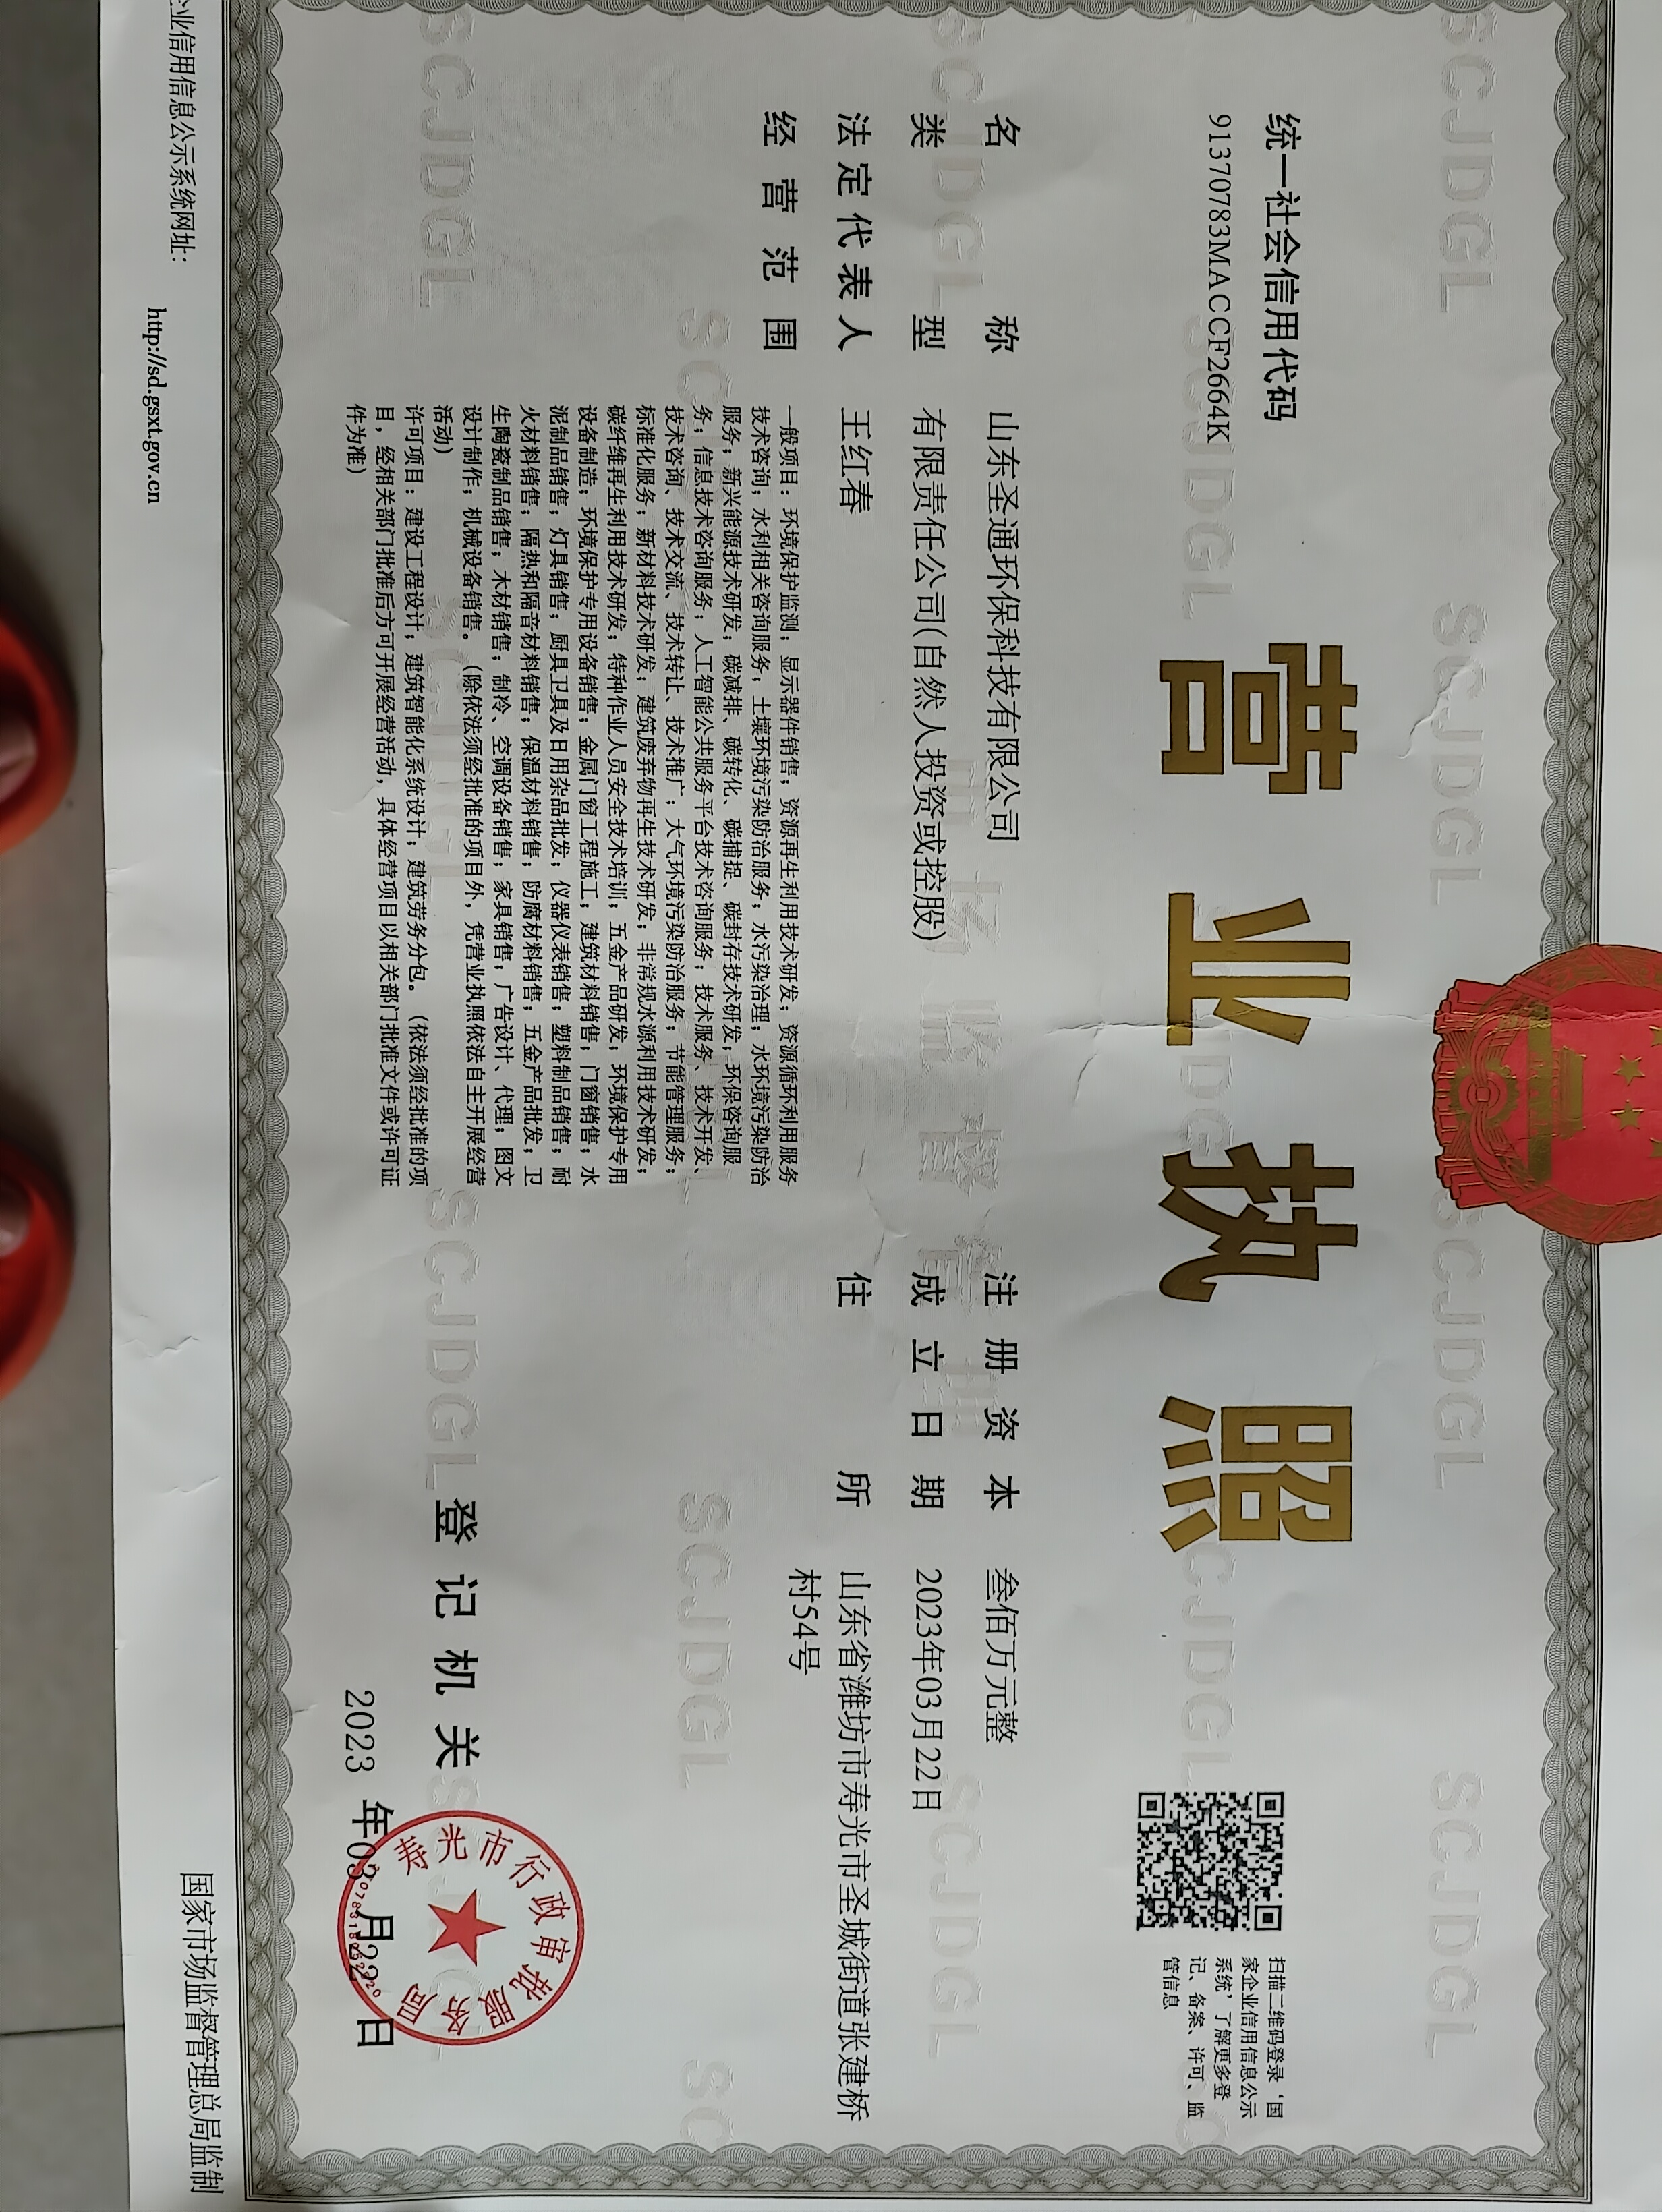 统一社会信用代码
91370783MACCF2664K
营业执照
扫描二维码登录‘国
家企业信用信息公示
系统’了解更多登
记、备案、许可、监
管信息
名称 山东圣通环保科技有限公司
类型 有限责任公司(自然人投资或控股)
法定代表人 王红春
经营范围
一般项目：环境保护监测；显示器件销售；资源再生利用技术研发；资源循环利用服务
技术咨询；水利相关咨询服务；土壤环境污染防治服务；水污染治理；水环境污染防治
服务；新兴能源技术研发；碳减排、碳转化、碳捕捉、碳封存技术研发；环保咨询服
务；信息技术咨询服务；人工智能公共服务平台技术咨询服务；技术服务、技术开发、
技术咨询、技术交流、技术转让、技术推广；大气环境污染防治服务；节能管理服务；
标准化服务；新材料技术研发；建筑废弃物再生技术研发；非常规水源利用技术研发；
碳纤维再生利用技术研发；特种作业人员安全技术培训；五金产品研发；环境保护专用
设备制造；环境保护专用设备销售；金属门窗工程施工；建筑材料销售；门窗销售；水
泥制品销售；灯具销售；厨具卫具及日用杂品批发；仪器仪表销售；塑料制品销售；耐
火材料销售；隔热和隔音材料销售；保温材料销售；防腐材料销售；五金产品批发；卫
生陶瓷制品销售；木材销售；制冷、空调设备销售；家具销售；广告设计、代理；图文
设计制作；机械设备销售。（除依法须经批准的项目外，凭营业执照依法自主开展经营
活动）
许可项目：建设工程设计；建筑智能化系统设计；建筑劳务分包。（依法须经批准的项
目，经相关部门批准后方可开展经营活动，具体经营项目以相关部门批准文件或许可证
件为准）
注册资本 叁佰万元整
成立日期 2023年03月22日
住所 山东省潍坊市寿光市圣城街道张建桥
村54号
登记机关
寿光市行政审批服务局
2023年03月22日
企业信用信息公示系统网址：
http://sd.gsxt.gov.cn
国家市场监督管理总局监制
SCJDGL
市场监督管理